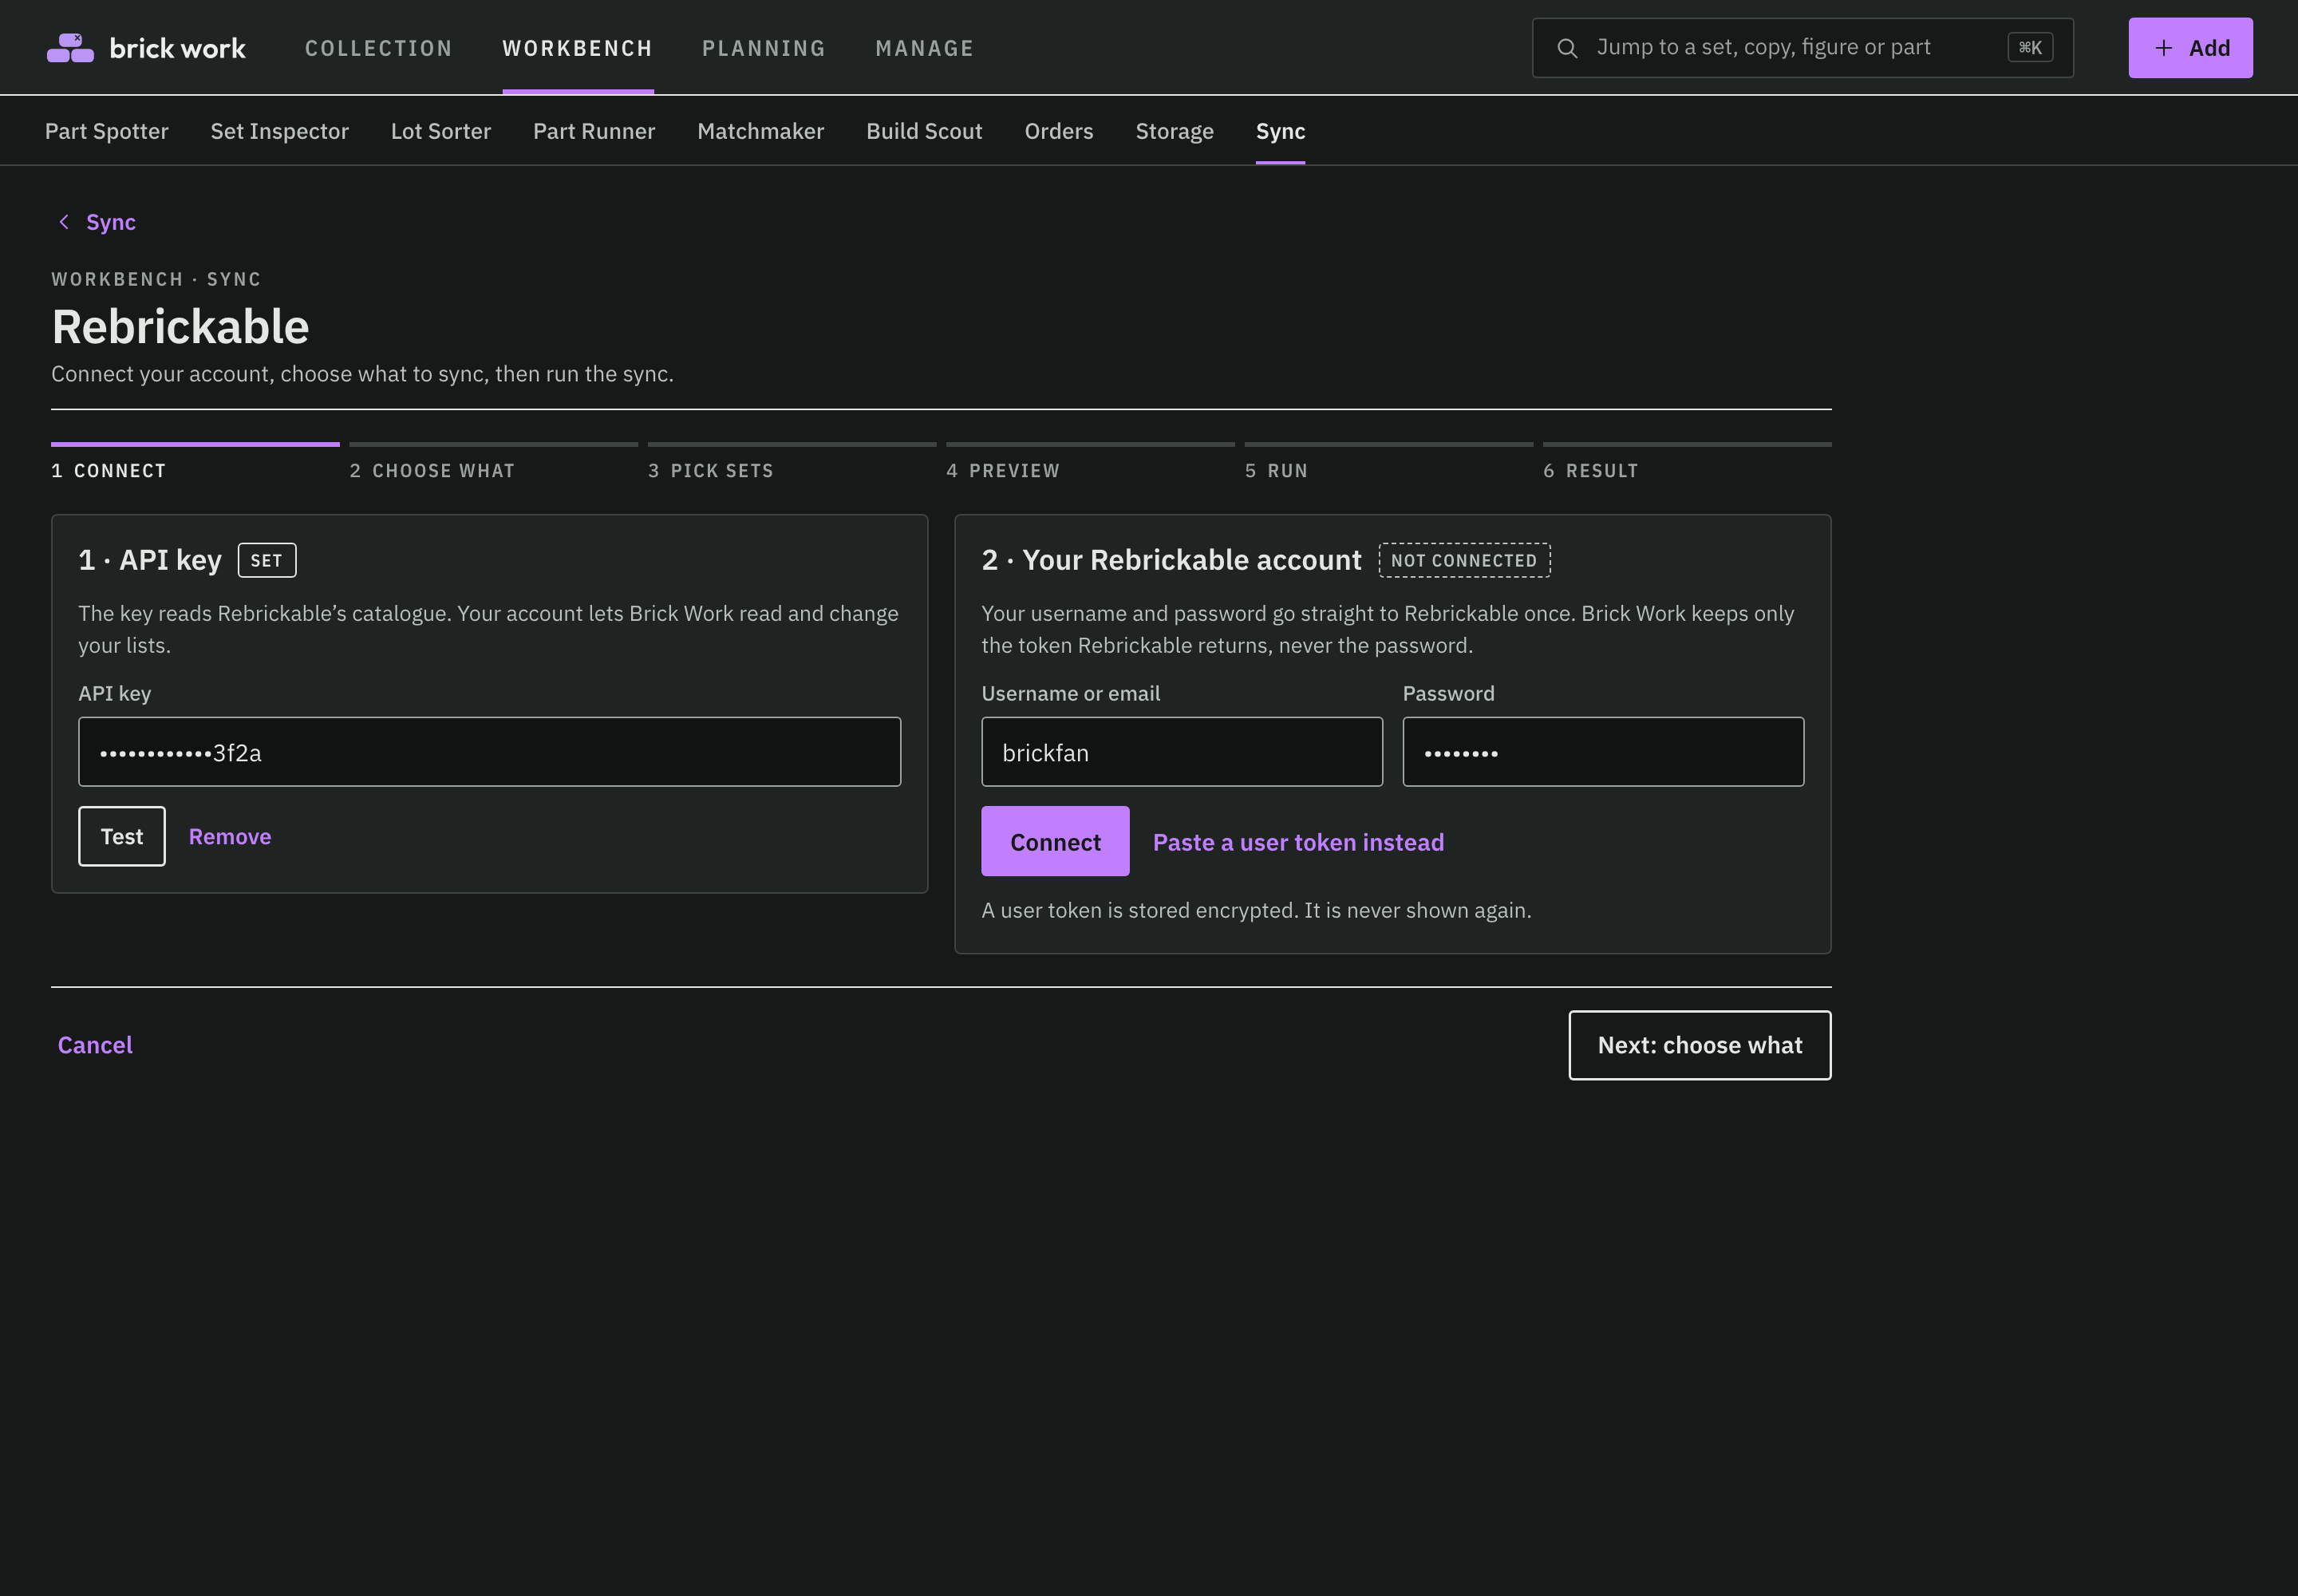 brick work
COLLECTION
WORKBENCH
PLANNING
MANAGE
Jump to a set, copy, figure or part
⌘K
+ Add
Part Spotter
Set Inspector
Lot Sorter
Part Runner
Matchmaker
Build Scout
Orders
Storage
Sync
Sync
WORKBENCH · SYNC
Rebrickable
Connect your account, choose what to sync, then run the sync.
1 CONNECT
2 CHOOSE WHAT
3 PICK SETS
4 PREVIEW
5 RUN
6 RESULT
1 · API key
SET
The key reads Rebrickable’s catalogue. Your account lets Brick Work read and change
your lists.
API key
••••••••••••3f2a
Test
Remove
2 · Your Rebrickable account
NOT CONNECTED
Your username and password go straight to Rebrickable once. Brick Work keeps only
the token Rebrickable returns, never the password.
Username or email
Password
brickfan
••••••••
Connect
Paste a user token instead
A user token is stored encrypted. It is never shown again.
Cancel
Next: choose what